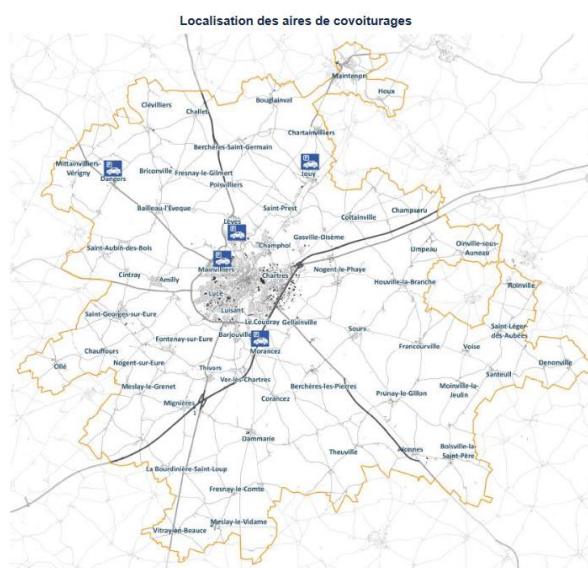 Localisation des aires de covoiturages
Maintenon
Houx
Bouglainval
Clévilliers
Challet
Chartainvilliers
Berchères-Saint-Germain
Mittainvilliers-
Vérigny
P
Dangers
Briconville
Fresnay-le-Gilmert
P
Jouy
Poisvilliers
Bailleau-l'Eveque
Saint-Prest
Coltainville
Champseru
Lèves
P
Gasville-Oisème
Saint-Aubin-des-Bois
Champhol
Umpeau
Oinville-sous-
Auneau
P
Mainvilliers
Nogent-le-Phaye
Cintray
Amilly
Chartres
Houville-la-Branche
Roinville
Lucé
Saint-Georges-sur-Eure
Luisant
Le Coudray
Gellainville
Sours
Saint-Léger-
des-Aubées
Fontenay-sur-Eure
Barjouville
P
Morancez
Francourville
Voise
Chauffours
Ollé
Nogent-sur-Eure
Thivars
Denonville
Santeuil
Meslay-le-Grenet
Ver-lès-Chartres
Berchères-les-Pierres
Moinville-la-
Jeulin
Prunay-le-Gillon
Mignières
Corancez
Dammarie
Boisville-la-
Saint-Père
Theuville
Allonnes
La Bourdinière-Saint-Loup
Fresnay-le-Comte
Meslay-le-Vidame
Vitray-en-Beauce